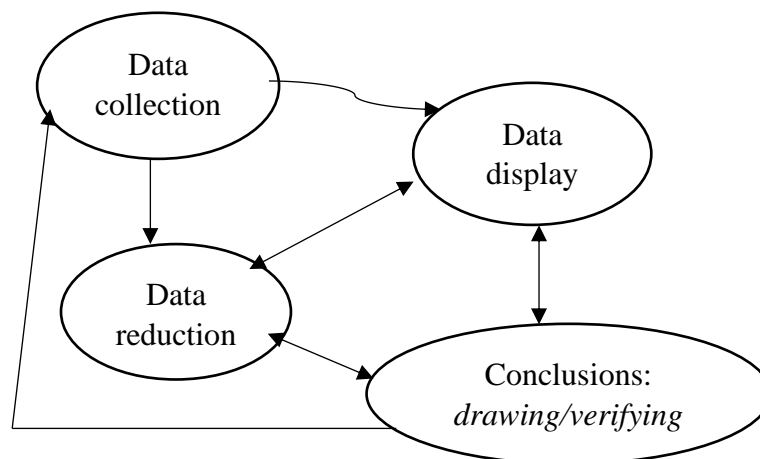 Data
collection
Data
display
Data
reduction
Conclusions:
drawing/verifying